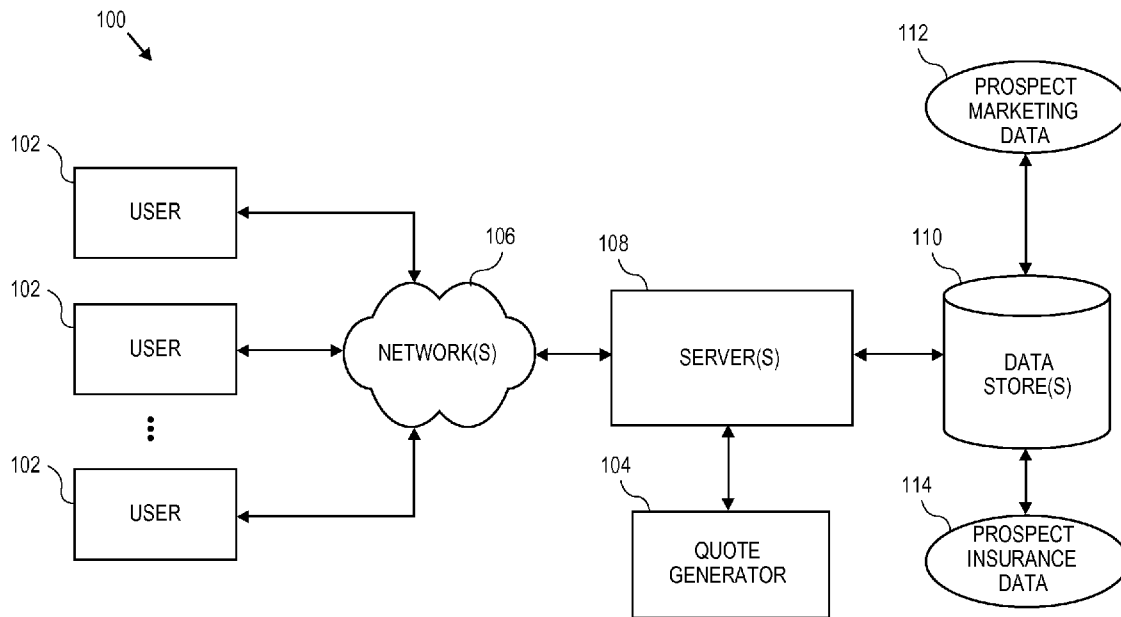 100
102
USER
102
USER
102
USER
106
NETWORK(S)
108
SERVER(S)
104
QUOTE
GENERATOR
112
PROSPECT
MARKETING
DATA
110
DATA
STORE(S)
114
PROSPECT
INSURANCE
DATA